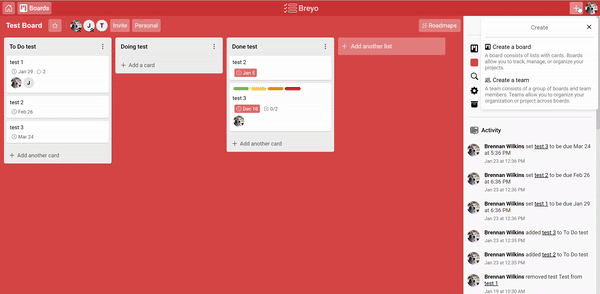 Boards
Breyo
Test Board
J
T
Invite
Personal
Roadmaps
To Do test
test 1
Jan 29
2
J
test 2
Feb 26
test 3
Mar 24
+ Add another card
Doing test
+ Add a card
Done test
test 2
Jan 5
test 3
Dec 16
0/2
+ Add another card
+ Add another list
Create
Create a board
A board consists of lists with cards. Boards
allow you to track, manage, or organize your
projects.
Create a team
A team consists of a group of boards and team
members. Teams allow you to organize your
organization or project across boards.
Activity
Brennan Wilkins set test 3 to be due Mar 24
at 5:36 PM
Jan 23 at 12:36 PM
Brennan Wilkins set test 2 to be due Feb 26
at 6:36 PM
Jan 23 at 12:36 PM
Brennan Wilkins set test 1 to be due Jan 29
at 6:36 PM
Jan 23 at 12:36 PM
Brennan Wilkins added test 3 to To Do test
Jan 23 at 12:35 PM
Brennan Wilkins added test 2 to To Do test
Jan 23 at 12:35 PM
Brennan Wilkins removed test Test from
test 1
Jan 19 at 10:30 AM